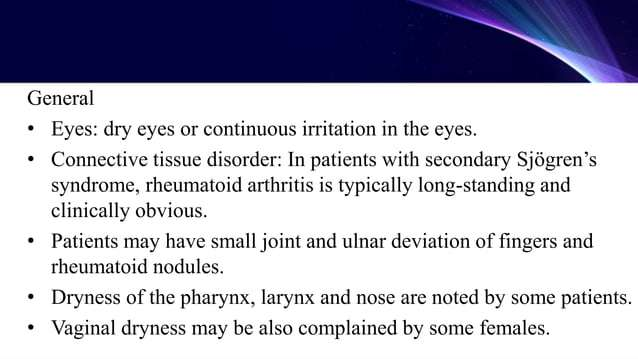 General
• Eyes: dry eyes or continuous irritation in the eyes.
• Connective tissue disorder: In patients with secondary Sjögren’s
syndrome, rheumatoid arthritis is typically long-standing and
clinically obvious.
• Patients may have small joint and ulnar deviation of fingers and
rheumatoid nodules.
• Dryness of the pharynx, larynx and nose are noted by some patients.
• Vaginal dryness may be also complained by some females.